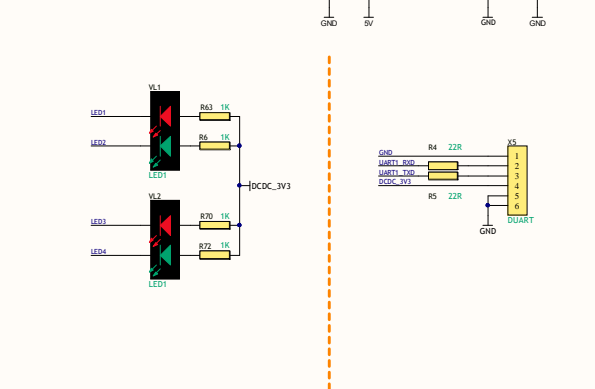 GND
5V
GND
GND
VL1
LED1
R63 1K
LED2
R6 1K
LED1
DCDC_3V3
VL2
LED3
R70 1K
LED4
R72 1K
LED1
X5
R4 22R
GND
1
UART1_RXD
2
UART1_TXD
3
DCDC_3V3
4
R5 22R
5
6
DUART
GND